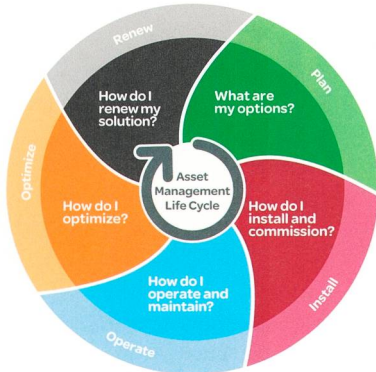 Renew
How do I
renew my
solution?
Plan
What are
my options?
Optimize
How do I
optimize?
Asset
Management
Life Cycle
How do I
install and
commission?
Install
How do I
operate and
maintain?
Operate